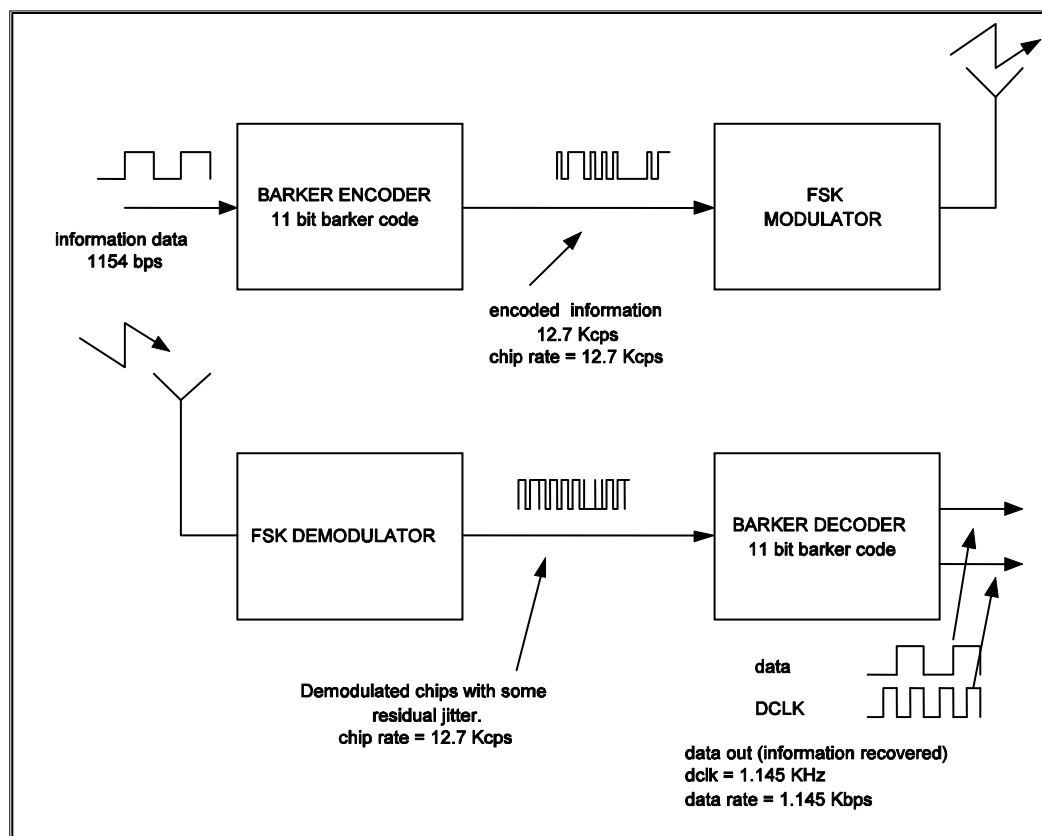 BARKER ENCODER
11 bit barker code
FSK
MODULATOR
information data
1154 bps
encoded information
12.7 Kcps
chip rate = 12.7 Kcps
FSK DEMODULATOR
BARKER DECODER
11 bit barker code
Demodulated chips with some
residual jitter.
chip rate = 12.7 Kcps
data
DCLK
data out (information recovered)
dclk = 1.145 KHz
data rate = 1.145 Kbps